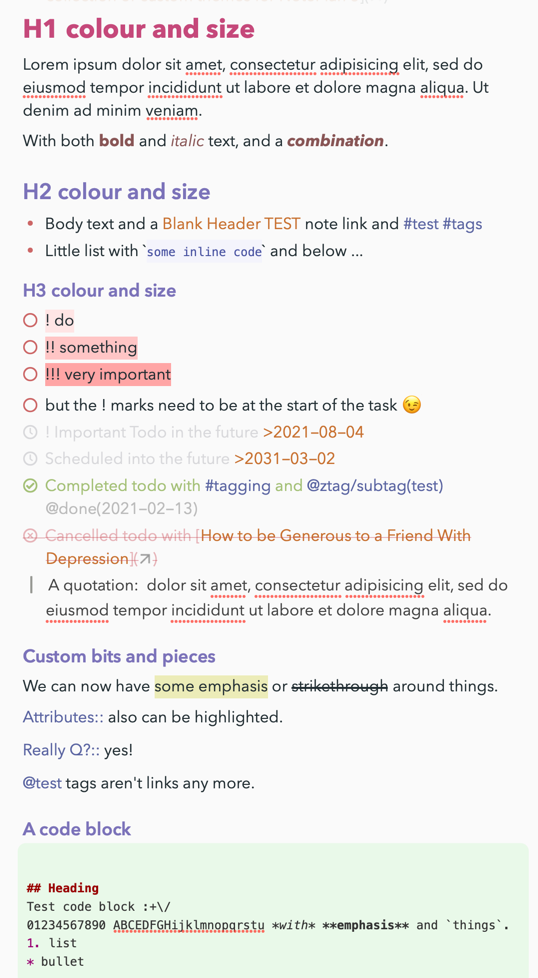 H1 colour and size
Lorem ipsum dolor sit amet, consectetur adipisicing elit, sed do
eiusmod tempor incididunt ut labore et dolore magna aliqua. Ut
denim ad minim veniam.
With both bold and italic text, and a combination.
H2 colour and size
• Body text and a Blank Header TEST note link and #test #tags
• Little list with `some inline code` and below ...
H3 colour and size
! do
!! something
!!! very important
but the ! marks need to be at the start of the task 😉
! Important Todo in the future >2021-08-04
Scheduled into the future >2031-03-02
Completed todo with #tagging and @ztag/subtag(test)
@done(2021-02-13)
Cancelled todo with [How to be Generous to a Friend With
Depression](↗)
A quotation: dolor sit amet, consectetur adipisicing elit, sed do
eiusmod tempor incididunt ut labore et dolore magna aliqua.
Custom bits and pieces
We can now have some emphasis or strikethrough around things.
Attributes:: also can be highlighted.
Really Q?:: yes!
@test tags aren't links any more.
A code block
## Heading
Test code block :+\/
01234567890 ABCEDFGHijklmnopqrstu *with* **emphasis** and `things`.
1. list
* bullet